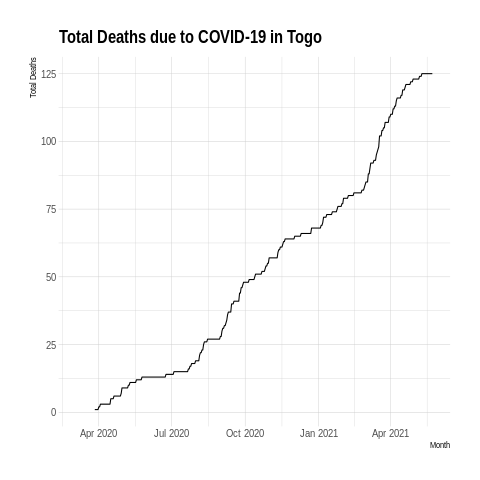 Total Deaths due to COVID-19 in Togo
Total Deaths
125
100
75
50
25
0
Apr 2020 Jul 2020 Oct 2020 Jan 2021 Apr 2021
Month